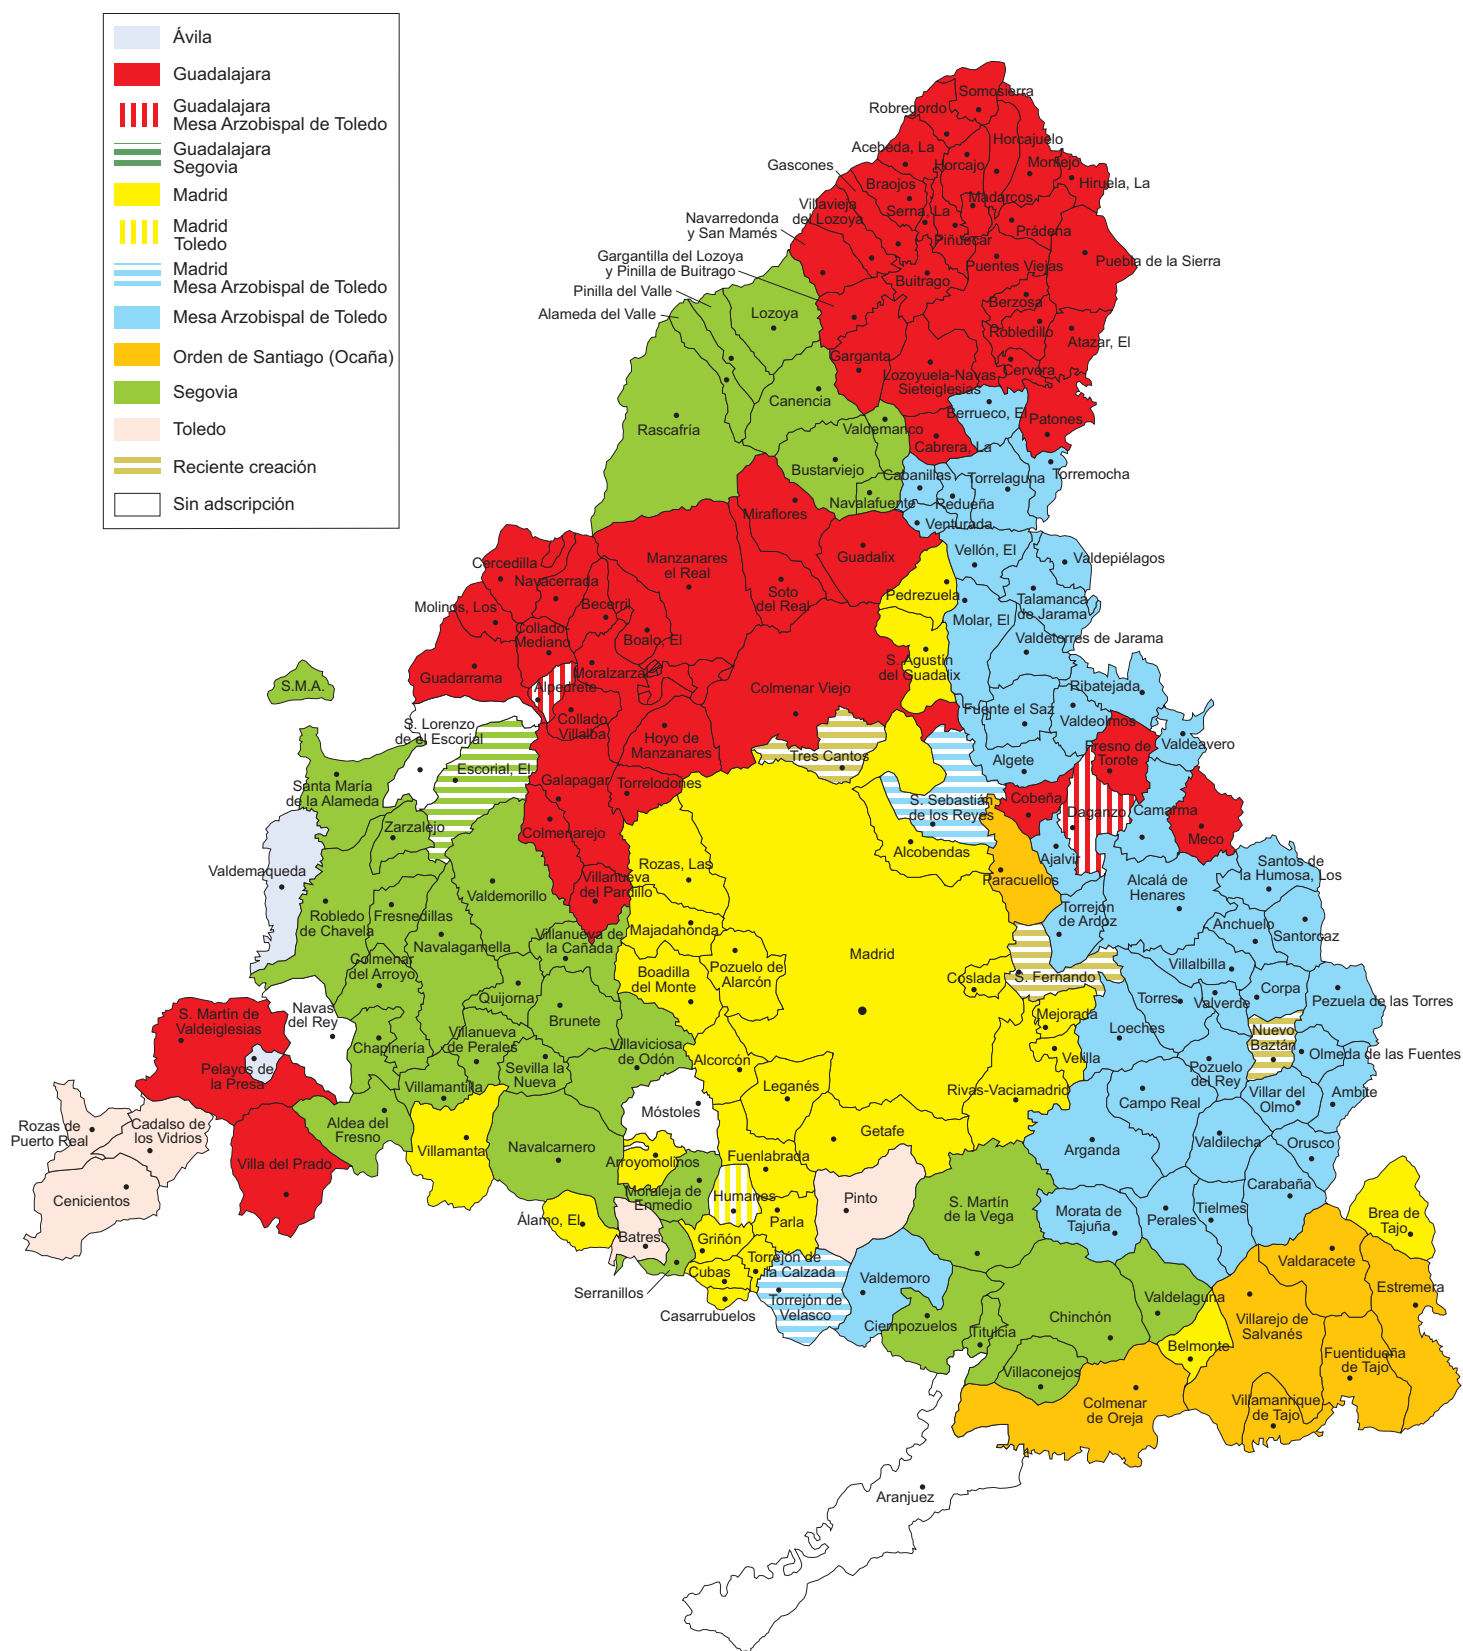 Ávila
Guadalajara
Guadalajara
Mesa Arzobispal de Toledo
Guadalajara
Segovia
Madrid
Madrid
Toledo
Madrid
Mesa Arzobispal de Toledo
Mesa Arzobispal de Toledo
Orden de Santiago (Ocaña)
Segovia
Toledo
Reciente creación
Sin adscripción
Somosierra
Robregordo
Horcajuelo
Acebeda, La
Horcajo
Montejo
Gascones
Hiruela, La
Braojos
Madarcos
Villavieja
del Lozoya
Serna, La
Navarredonda
y San Mamés
Prádena
Piñuécar
Gargantilla del Lozoya
y Pinilla de Buitrago
Puentes Viejas
Puebla de la Sierra
Buitrago
Pinilla del Valle
Berzosa
Alameda del Valle
Lozoya
Robledillo
Atazar, El
Garganta
Cervera
Lozoyuela-Navas
Sieteiglesias
Canencia
Berrueco, El
Patones
Rascafría
Valdemanco
Cabrera, La
Bustarviejo
Cabanillas
Torrelaguna
Torremocha
Navalafuente
Redueña
Miraflores
Venturada
Cercedilla
Manzanares
el Real
Guadalix
Vellón, El
Valdepiélagos
Navacerrada
Soto
del Real
Pedrezuela
Talamanca
de Jarama
Molinos, Los
Becerril
Collado-
Mediano
Boalo, El
Molar, El
Valdetorres de Jarama
Guadarrama
Moralzarzal
S. Agustín
del Guadalix
S.M.A.
Alpedrete
Colmenar Viejo
Ribatejada
Fuente el Saz
S. Lorenzo
de el Escorial
Collado
Villalba
Valdeolmos
Hoyo de
Manzanares
Valdeavero
Fresno de
Torote
Tres Cantos
Algete
Escorial, El
Galapagar
Torrelodones
Santa María
de la Alameda
S. Sebastián
de los Reyes
Cobeña
Daganzo
Camarma
Zarzalejo
Colmenarejo
Meco
Alcobendas
Ajalvir
Valdemaqueda
Rozas, Las
Santos de
la Humosa, Los
Villanueva
del Pardillo
Paracuellos
Alcalá de
Henares
Valdemorillo
Robledo
de Chavela
Fresnedillas
Torrejón
de Ardoz
Anchuelo
Santorcaz
Navalagamella
Villanueva de
la Cañada
Majadahonda
Madrid
Colmenar
del Arroyo
Boadilla
del Monte
Pozuelo de
Alarcón
Coslada
S. Fernando
Villalbilla
Corpa
Quijorna
Torres
Valverde
Pezuela de las Torres
Navas
del Rey
S. Martín de
Valdeiglesias
Brunete
Mejorada
Loeches
Nuevo
Baztán
Villanueva
de Perales
Chapinería
Villaviciosa
de Odón
Alcorcón
Velilla
Olmeda de las Fuentes
Pelayos de
la Presa
Sevilla la
Nueva
Pozuelo
del Rey
Villamantilla
Leganés
Rivas-Vaciamadrid
Campo Real
Villar del
Olmo
Ambite
Móstoles
Rozas de
Puerto Real
Cadalso de
los Vidrios
Aldea del
Fresno
Getafe
Villamanta
Navalcarnero
Arganda
Valdilecha
Orusco
Villa del Prado
Arroyomolinos
Fuenlabrada
Cenicientos
Moraleja de
Enmedio
Humanes
Pinto
S. Martín
de la Vega
Carabaña
Álamo, El
Parla
Morata de
Tajuña
Perales
Tielmes
Brea de
Tajo
Batres
Griñón
Torrejón de
la Calzada
Valdaracete
Serranillos
Cubas
Valdemoro
Estremera
Casarrubuelos
Torrejón de
Velasco
Valdelaguna
Ciempozuelos
Titulcia
Chinchón
Villarejo de
Salvanés
Belmonte
Fuentidueña
de Tajo
Villaconejos
Colmenar
de Oreja
Villamanrique
de Tajo
Aranjuez